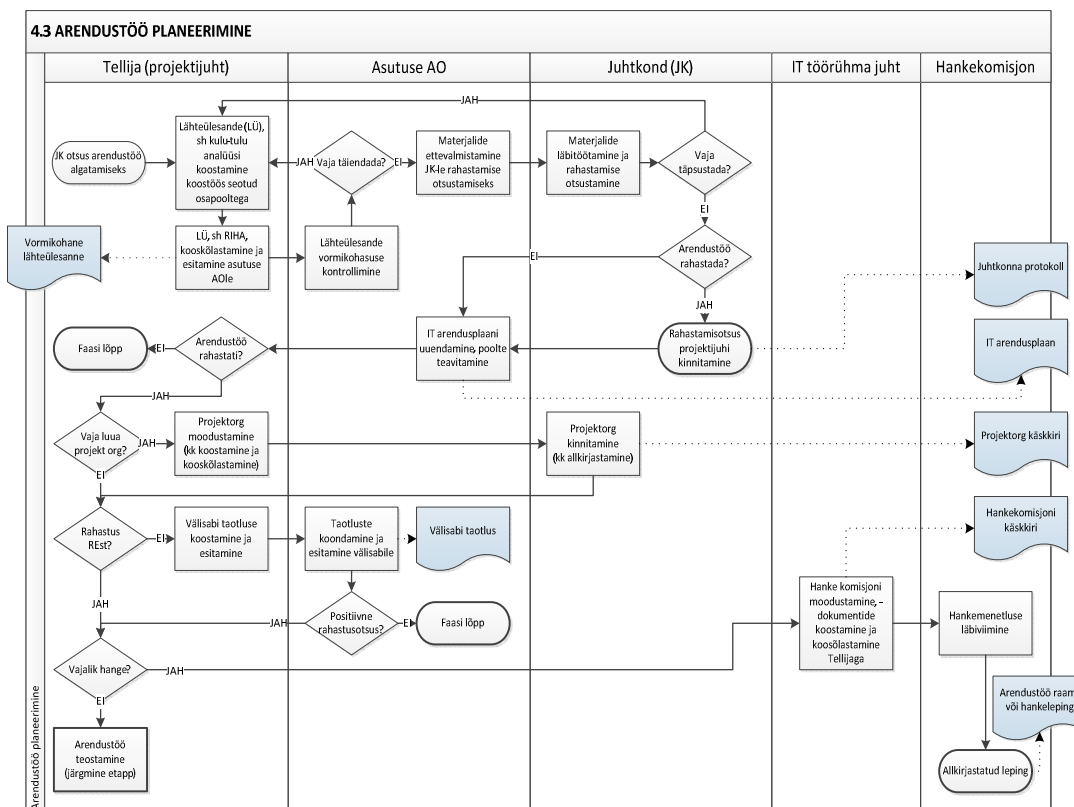 4.3 ARENDUSTÖÖ PLANEERIMINE
Tellija (projektijuht)
Asutuse AO
Juhtkond (JK)
IT töörühma juht
Hankekomisjon
JAH
JK otsus arendustöö
algatamiseks
Lähteülesande (LÜ),
sh kulu-tulu
analüüsi
koostamine
koostöös seotud
osapooltega
JAH
Vaja täiendada?
EI
Materjalide
ettevalmistamine
JK-le rahastamise
otsustamiseks
Materjalide
läbitöötamine ja
rahastamise
otsustamine
Vaja
täpsustada?
EI
Vormikohane
lähteülesanne
LÜ, sh RIHA,
kooskõlastamine ja
esitamine asutuse
AOle
Lähteülesande
vormikohasuse
kontrollimine
EI
Arendustöö
rahastada?
JAH
Juhtkonna protokoll
Faasi lõpp
EI
Arendustöö
rahastati?
IT arendusplaani
uuendamine, poolte
teavitamine
Rahastamisotsus
projektijuhi
kinnitamine
IT arendusplaan
JAH
Vaja luua
projekt org?
JAH
Projektorg
moodustamine
(kk koostamine ja
kooskõlastamine)
Projektorg
kinnitamine
(kk allkirjastamine)
Projektorg käskkiri
EI
Rahastus
REst?
EI
Välisabi taotluse
koostamine ja
esitamine
Taotluste
koondamine ja
esitamine välisabile
Välisabi taotlus
Hankekomisjoni
käskkiri
JAH
JAH
Positiivne
rahastusotsus?
E
Faasi lõpp
Hanke komisjoni
moodustamine, –
dokumentide
koostamine ja
koosõlastamine
Tellijaga
Hankemenetluse
läbiviimine
Vajalik hange?
JAH
EI
Arendustöö raam
või hankeleping
Arendustöö
teostamine
(järgmine etapp)
Allkirjastatud leping
Arendustöö planeerimine